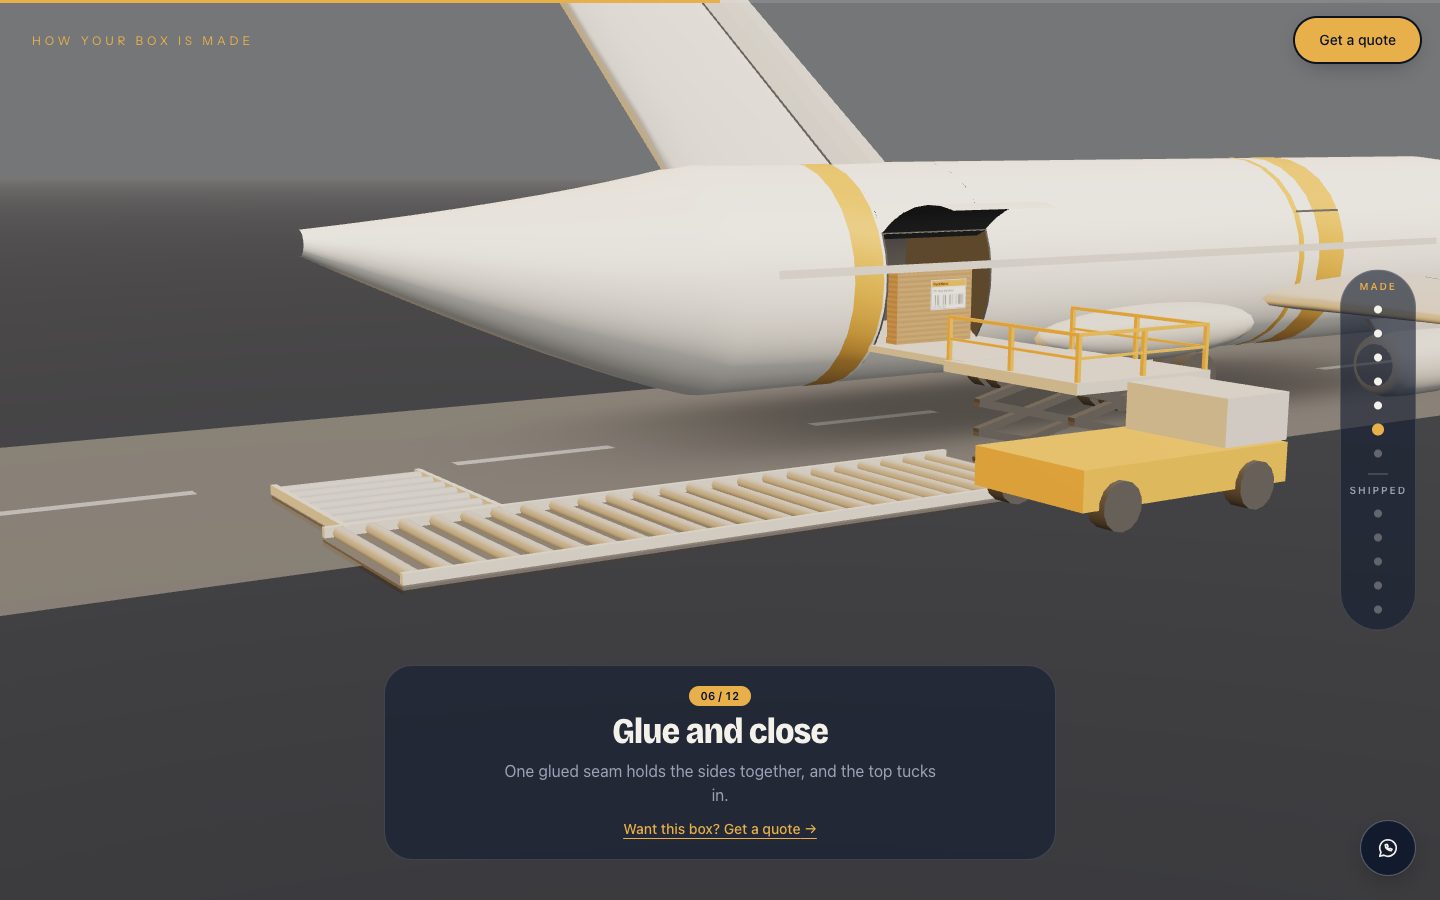 HOW YOUR BOX IS MADE
Get a quote
MADE
SHIPPED
06 / 12
Glue and close
One glued seam holds the sides together, and the top tucks
in.
Want this box? Get a quote →